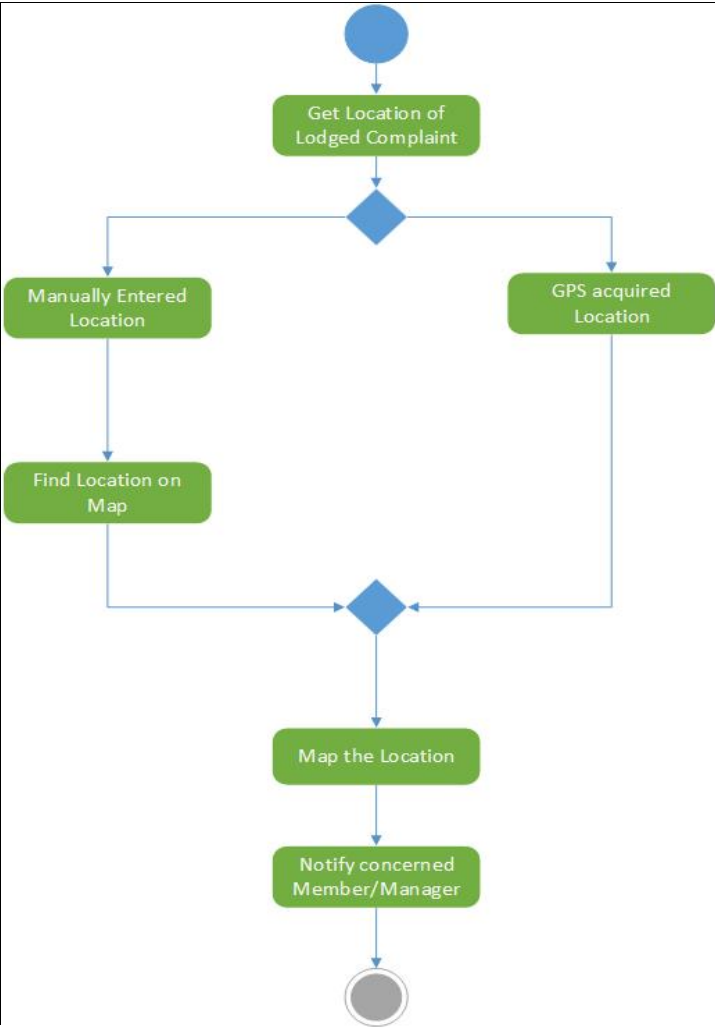 Get Location of
Lodged Complaint
Manually Entered
Location
GPS acquired
Location
Find Location on
Map
Map the Location
Notify concerned
Member/Manager